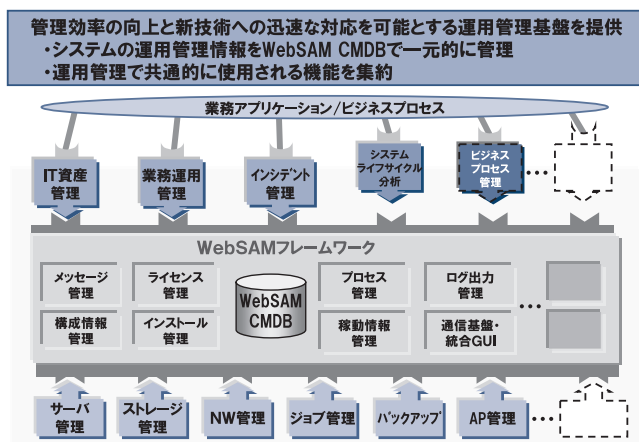 管理効率の向上と新技術への迅速な対応を可能とする運用管理基盤を提供
・システムの運用管理情報をWebSAM CMDBで一元的に管理
・運用管理で共通的に使用される機能を集約
業務アプリケーション/ビジネスプロセス
IT資産
管理
業務運用
管理
インシデント
管理
システム
ライフサイクル
分析
ビジネス
プロセス
管理
…
WebSAMフレームワーク
メッセージ
管理
ライセンス
管理
構成情報
管理
インストール
管理
WebSAM
CMDB
プロセス
管理
ログ出力
管理
稼動情報
管理
通信基盤・
統合GUI
…
サーバ
管理
ストレージ
管理
NW管理
ジョブ管理
バックアップ
AP管理
…